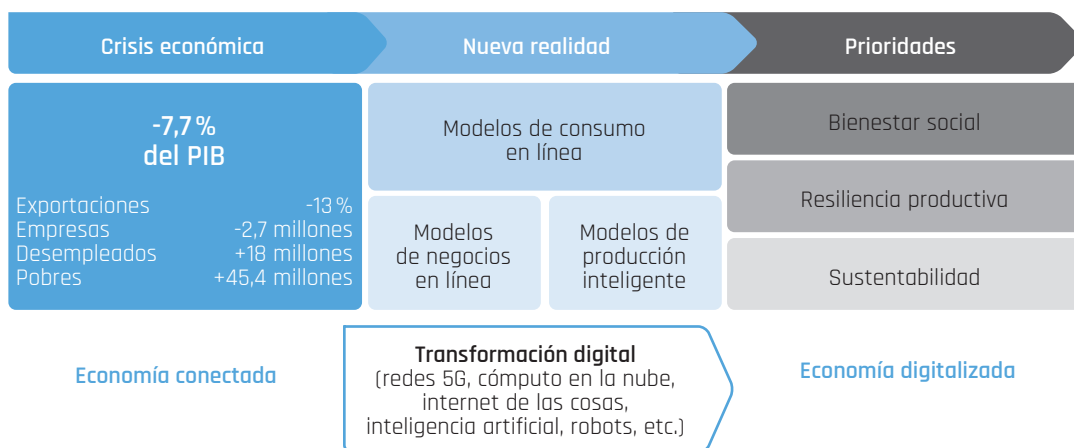 Crisis económica
Nueva realidad
Prioridades
-7,7 %
del PIB
Exportaciones -13 %
Empresas -2,7 millones
Desempleados +18 millones
Pobres +45,4 millones
Modelos de consumo
en línea
Modelos
de negocios
en línea
Modelos de
producción
inteligente
Bienestar social
Resiliencia productiva
Sustentabilidad
Economía conectada
Transformación digital
(redes 5G, cómputo en la nube,
internet de las cosas,
inteligencia artificial, robots, etc.)
Economía digitalizada